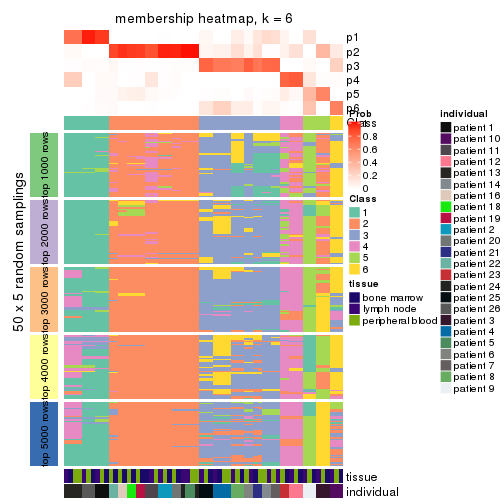 membership heatmap, k = 6
p1
p2
p3
p4
p5
p6
Class
Prob
1
0.8
0.6
0.4
0.2
0
Class
1
2
3
4
5
6
tissue
bone marrow
lymph node
peripheral blood
individual
patient 1
patient 10
patient 11
patient 12
patient 13
patient 14
patient 16
patient 18
patient 19
patient 2
patient 20
patient 21
patient 22
patient 23
patient 24
patient 25
patient 26
patient 3
patient 4
patient 5
patient 6
patient 7
patient 8
patient 9
50 x 5 random samplings
top 1000 rows
top 2000 rows
top 3000 rows
top 4000 rows
top 5000 rows
tissue
individual